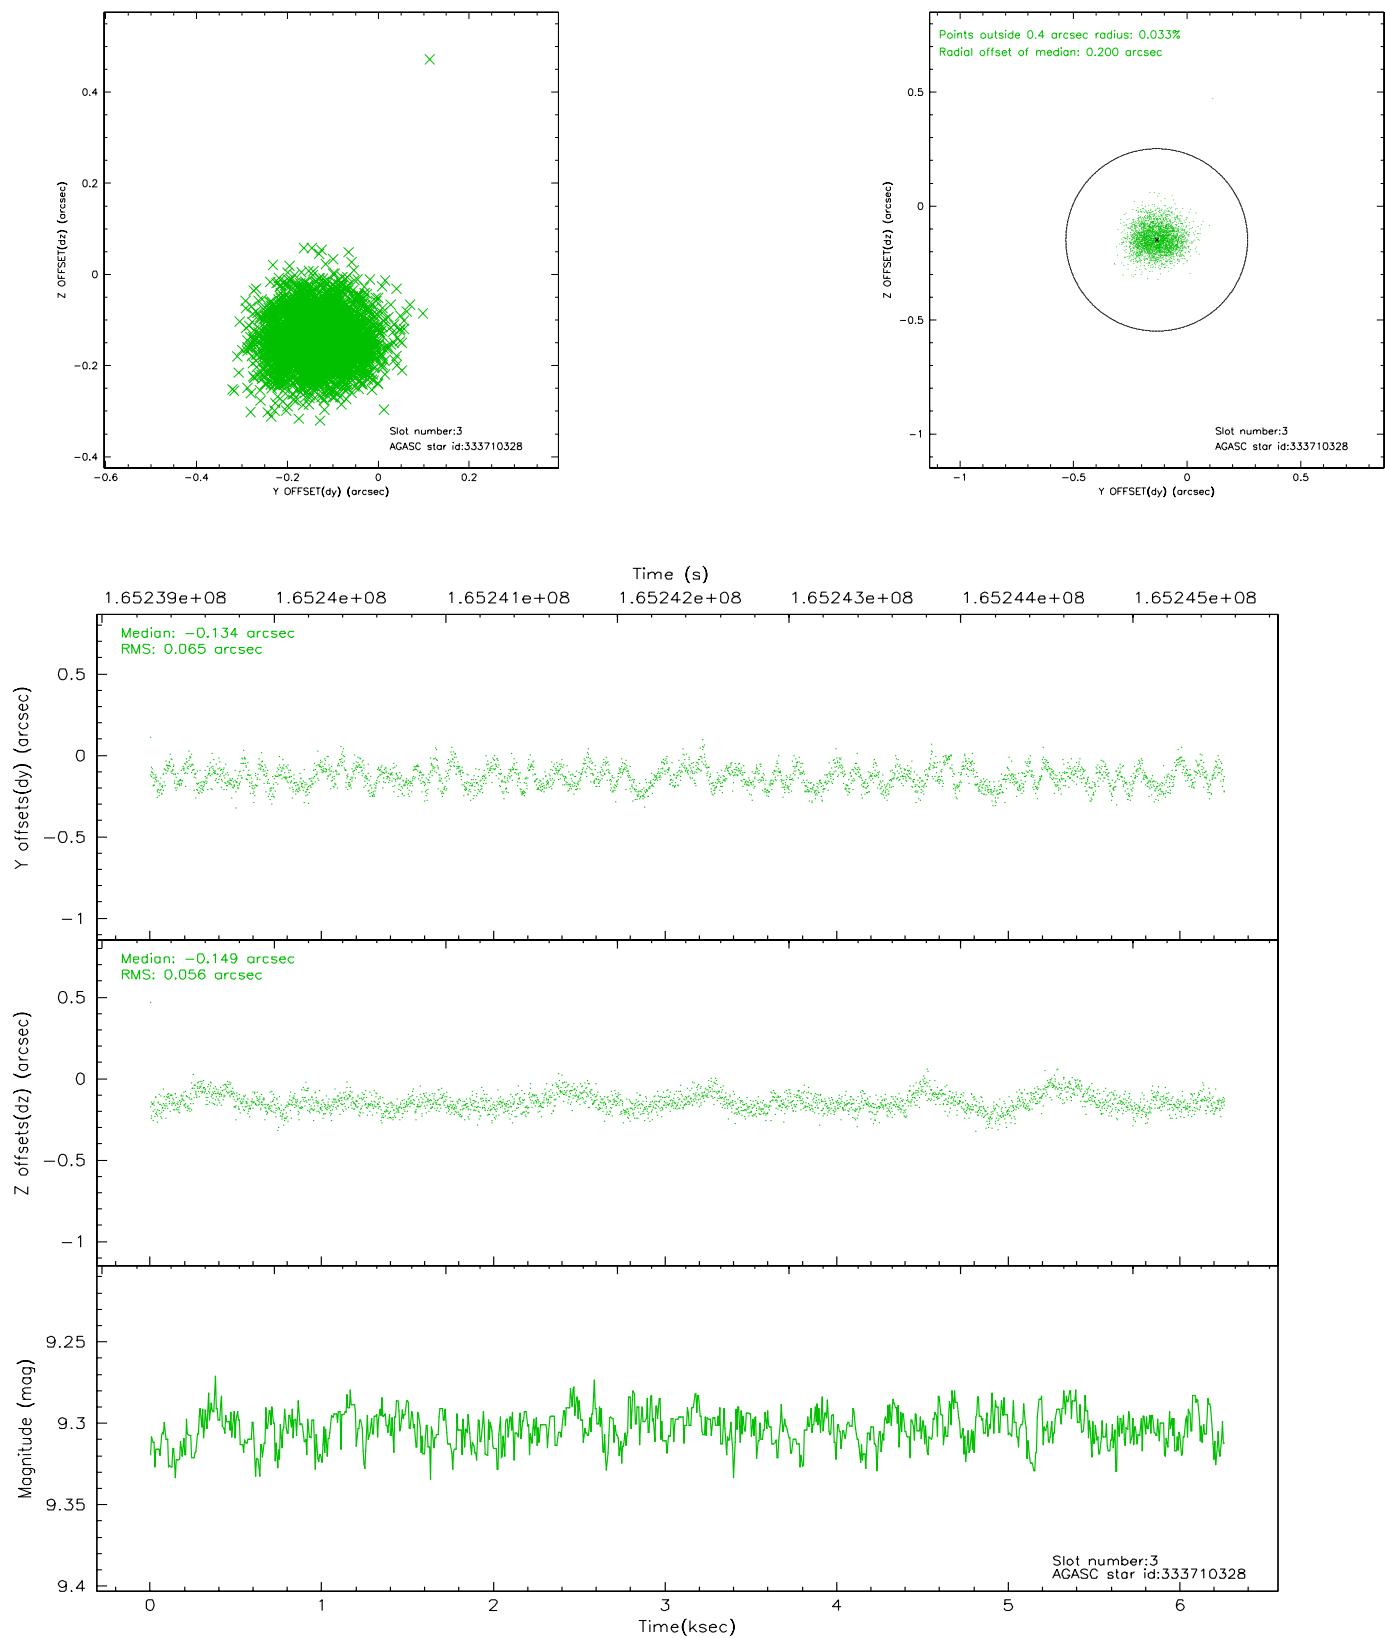 0.4
0.2
0
−0.2
−0.4
−0.6
−0.4
−0.2
0
0.2
Z OFFSET(dz) (arcsec)
Y OFFSET(dy) (arcsec)
Slot number:3
AGASC star id:333710328
Points outside 0.4 arcsec radius: 0.033%
Radial offset of median: 0.200 arcsec
0.5
0
−0.5
−1
−1
−0.5
0
0.5
Z OFFSET(dz) (arcsec)
Y OFFSET(dy) (arcsec)
Slot number:3
AGASC star id:333710328
Time (s)
1.65239e+08
1.6524e+08
1.65241e+08
1.65242e+08
1.65243e+08
1.65244e+08
1.65245e+08
Median: −0.134 arcsec
RMS: 0.065 arcsec
0.5
0
−0.5
−1
Y offsets(dy) (arcsec)
Median: −0.149 arcsec
RMS: 0.056 arcsec
0.5
0
−0.5
−1
Z offsets(dz) (arcsec)
9.25
9.3
9.35
9.4
Magnitude (mag)
Slot number:3
AGASC star id:333710328
0
1
2
3
4
5
6
Time(ksec)